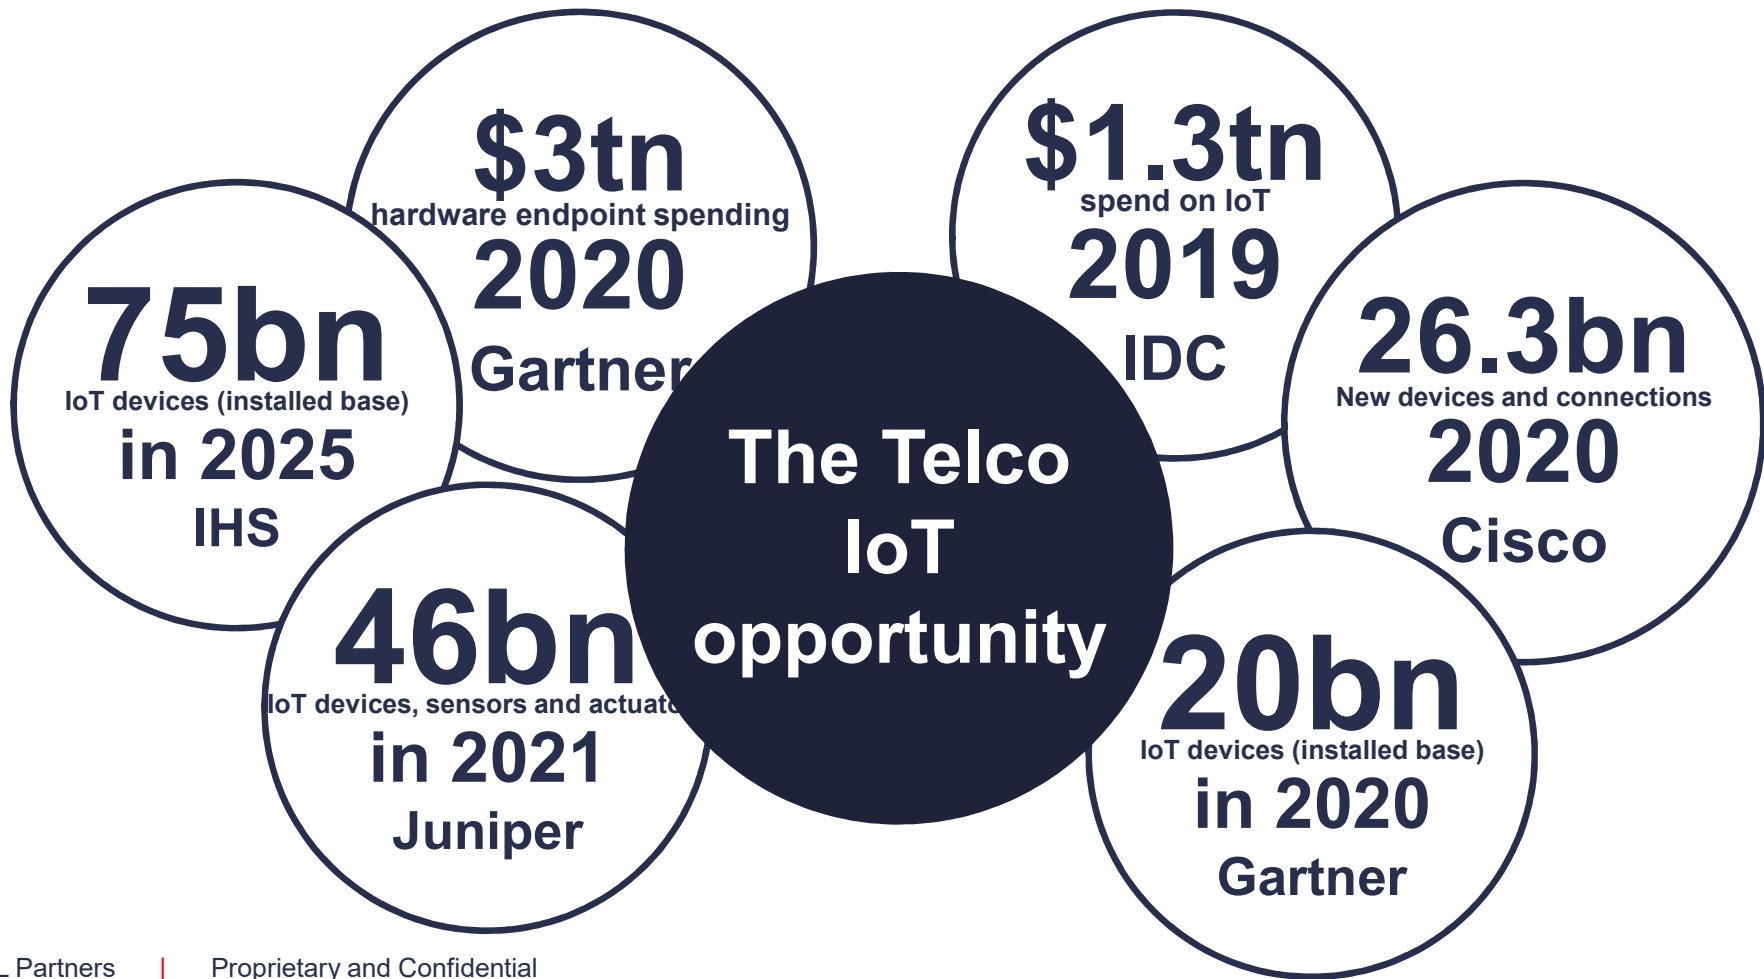 $3tn
hardware endpoint spending
2020
Gartner
$1.3tn
spend on IoT
2019
IDC
75bn
IoT devices (installed base)
in 2025
IHS
26.3bn
New devices and connections
2020
Cisco
The Telco
IoT
opportunity
46bn
IoT devices, sensors and
in 2021
Juniper
20bn
IoT devices (installed base)
in 2020
Gartner
Partners | Proprietary and Confidential